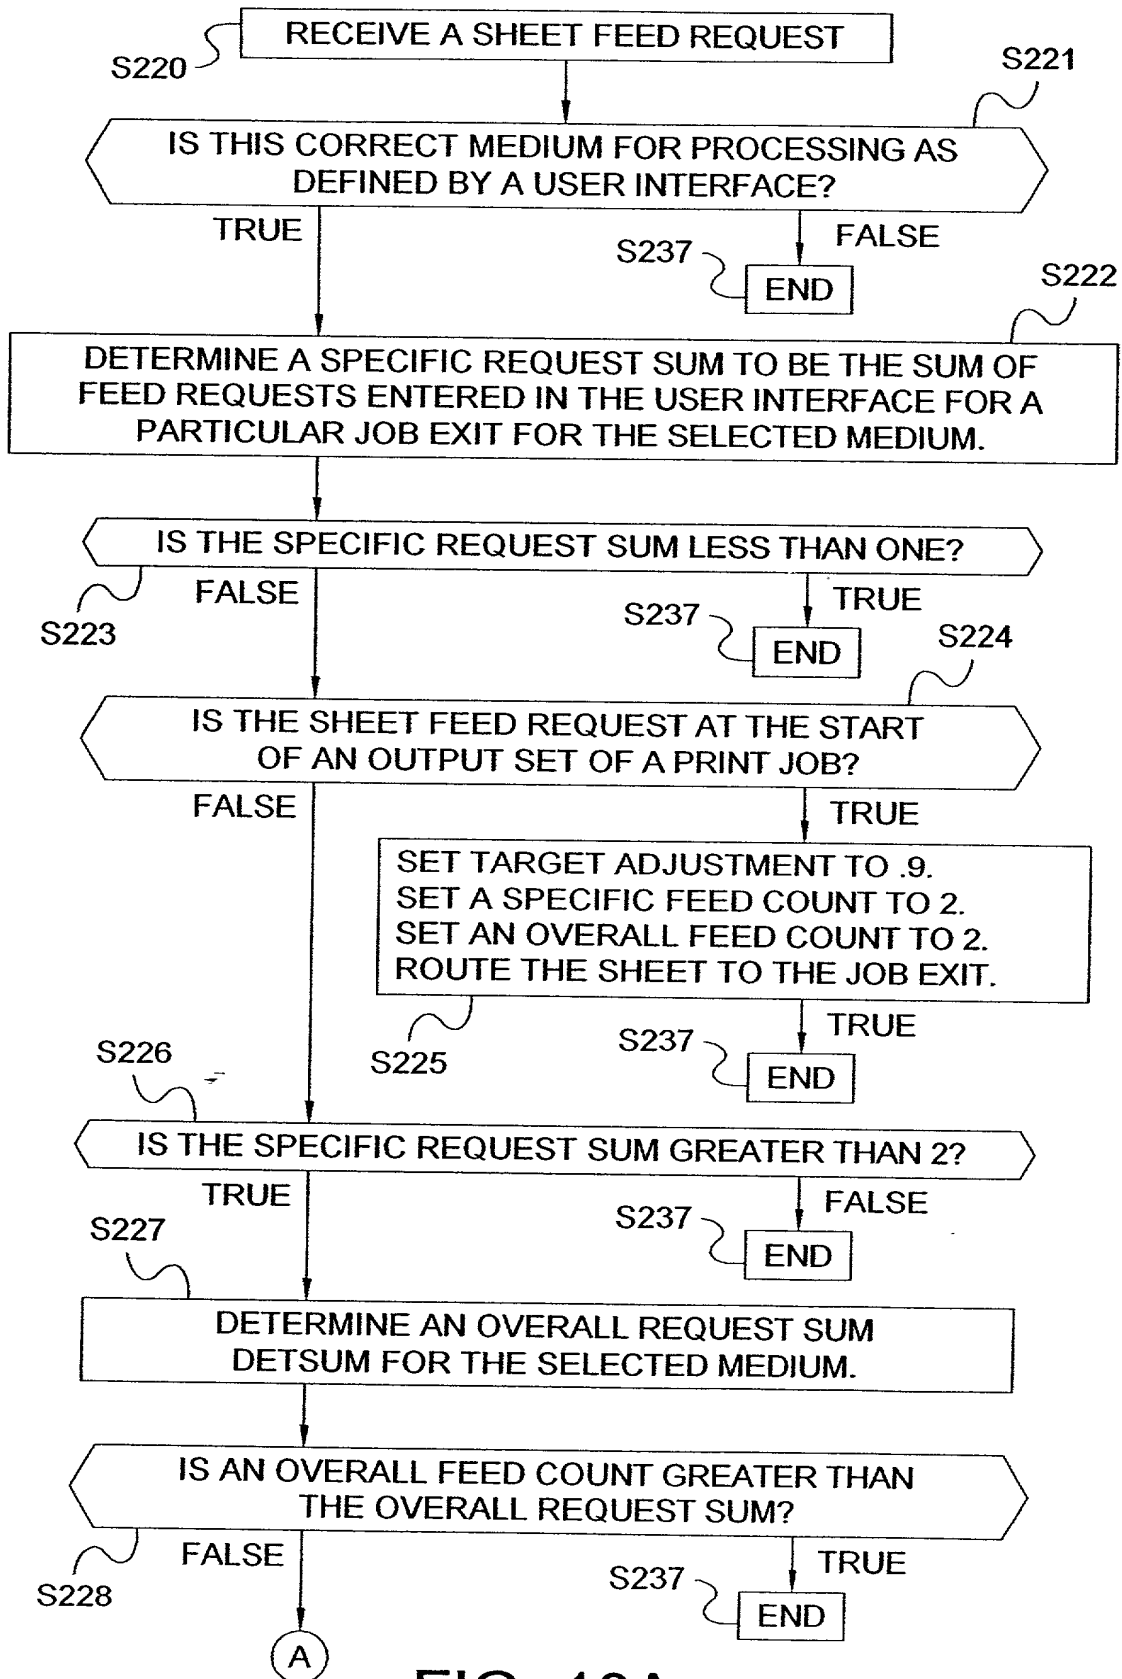 RECEIVE A SHEET FEED REQUEST
S220
S221
IS THIS CORRECT MEDIUM FOR PROCESSING AS
DEFINED BY A USER INTERFACE?
TRUE
FALSE
S237
END
S222
DETERMINE A SPECIFIC REQUEST SUM TO BE THE SUM OF
FEED REQUESTS ENTERED IN THE USER INTERFACE FOR A
PARTICULAR JOB EXIT FOR THE SELECTED MEDIUM.
IS THE SPECIFIC REQUEST SUM LESS THAN ONE?
S223
FALSE
TRUE
S237
END
S224
IS THE SHEET FEED REQUEST AT THE START
OF AN OUTPUT SET OF A PRINT JOB?
FALSE
TRUE
SET TARGET ADJUSTMENT TO .9.
SET A SPECIFIC FEED COUNT TO 2.
SET AN OVERALL FEED COUNT TO 2.
ROUTE THE SHEET TO THE JOB EXIT.
S225
TRUE
S237
END
S226
IS THE SPECIFIC REQUEST SUM GREATER THAN 2?
TRUE
FALSE
S237
END
S227
DETERMINE AN OVERALL REQUEST SUM
DETSUM FOR THE SELECTED MEDIUM.
IS AN OVERALL FEED COUNT GREATER THAN
THE OVERALL REQUEST SUM?
S228
FALSE
TRUE
S237
END
A